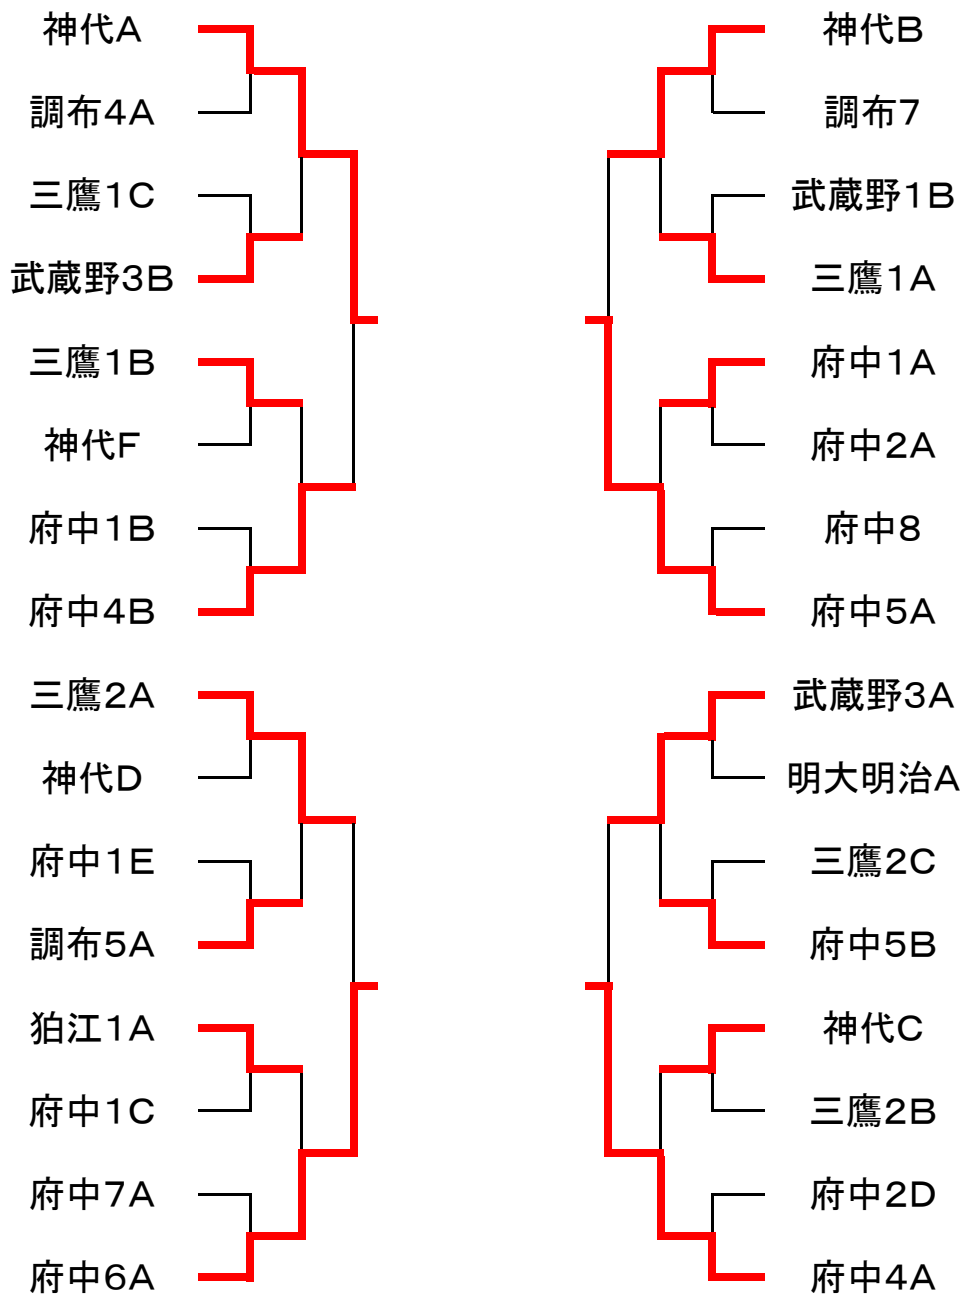 神代A
調布4A
三鷹1C
武蔵野3B
三鷹1B
神代F
府中1B
府中4B
三鷹2A
神代D
府中1E
調布5A
狛江1A
府中1C
府中7A
府中6A
神代B
調布7
武蔵野1B
三鷹1A
府中1A
府中2A
府中8
府中5A
武蔵野3A
明大明治A
三鷹2C
府中5B
神代C
三鷹2B
府中2D
府中4A